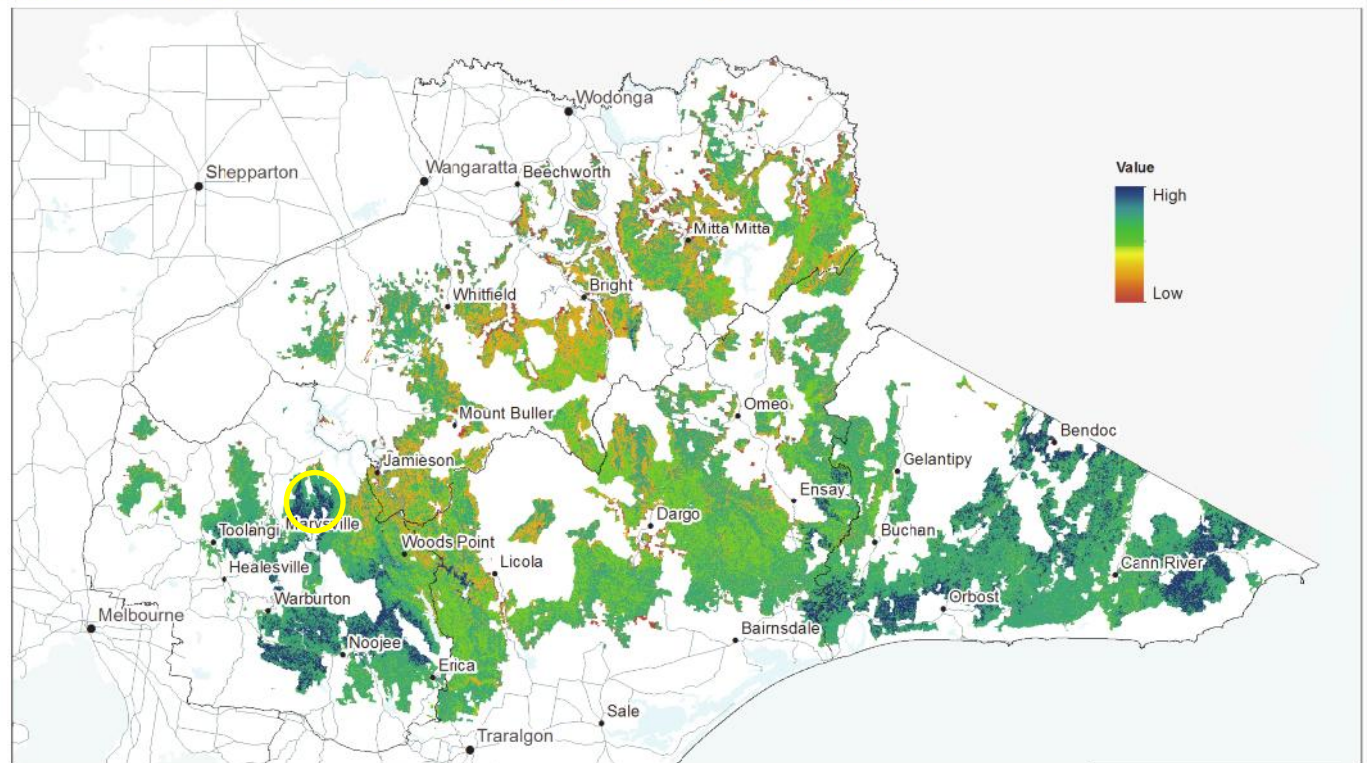 Wodonga
Shepparton
Wangaratta
Beechworth
Value
High
Low
Mitta Mitta
Whitfield
Bright
Mount Buller
Omeo
Bendoc
Jamieson
Gelantipy
Ensay
Marysville
Toolangi
Dargo
Buchan
Woods Point
Licola
Cann River
Healesville
Warburton
Orbost
Melbourne
Noojee
Bairnsdale
Erica
Sale
Traralgon